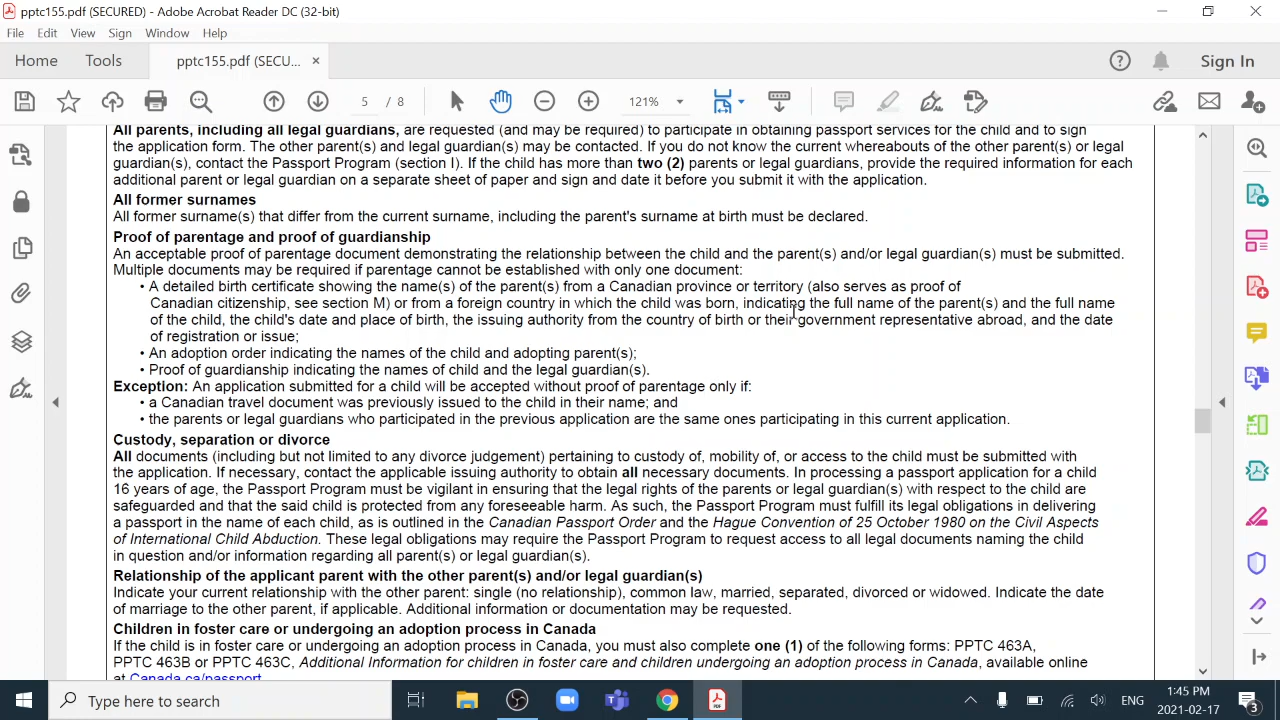 pptc155.pdf (SECURED) - Adobe Acrobat Reader DC (32-bit)
File Edit View Sign Window Help
Home Tools pptc155.pdf (SECU... × Sign In
5 / 8 121%
All parents, including all legal guardians, are requested (and may be required) to participate in obtaining passport services for the child and to sign
the application form. The other parent(s) and legal guardian(s) may be contacted. If you do not know the current whereabouts of the other parent(s) or legal
guardian(s), contact the Passport Program (section I). If the child has more than two (2) parents or legal guardians, provide the required information for each
additional parent or legal guardian on a separate sheet of paper and sign and date it before you submit it with the application.
All former surnames
All former surname(s) that differ from the current surname, including the parent's surname at birth must be declared.
Proof of parentage and proof of guardianship
An acceptable proof of parentage document demonstrating the relationship between the child and the parent(s) and/or legal guardian(s) must be submitted.
Multiple documents may be required if parentage cannot be established with only one document:
• A detailed birth certificate showing the name(s) of the parent(s) from a Canadian province or territory (also serves as proof of
Canadian citizenship, see section M) or from a foreign country in which the child was born, indicating the full name of the parent(s) and the full name
of the child, the child's date and place of birth, the issuing authority from the country of birth or their government representative abroad, and the date
of registration or issue;
• An adoption order indicating the names of the child and adopting parent(s);
• Proof of guardianship indicating the names of child and the legal guardian(s).
Exception: An application submitted for a child will be accepted without proof of parentage only if:
• a Canadian travel document was previously issued to the child in their name; and
• the parents or legal guardians who participated in the previous application are the same ones participating in this current application.
Custody, separation or divorce
All documents (including but not limited to any divorce judgement) pertaining to custody of, mobility of, or access to the child must be submitted with
the application. If necessary, contact the applicable issuing authority to obtain all necessary documents. In processing a passport application for a child
16 years of age, the Passport Program must be vigilant in ensuring that the legal rights of the parents or legal guardian(s) with respect to the child are
safeguarded and that the said child is protected from any foreseeable harm. As such, the Passport Program must fulfill its legal obligations in delivering
a passport in the name of each child, as is outlined in the Canadian Passport Order and the Hague Convention of 25 October 1980 on the Civil Aspects
of International Child Abduction. These legal obligations may require the Passport Program to request access to all legal documents naming the child
in question and/or information regarding all parent(s) or legal guardian(s).
Relationship of the applicant parent with the other parent(s) and/or legal guardian(s)
Indicate your current relationship with the other parent: single (no relationship), common law, married, separated, divorced or widowed. Indicate the date
of marriage to the other parent, if applicable. Additional information or documentation may be requested.
Children in foster care or undergoing an adoption process in Canada
If the child is in foster care or undergoing an adoption process in Canada, you must also complete one (1) of the following forms: PPTC 463A,
PPTC 463B or PPTC 463C, Additional Information for children in foster care and children undergoing an adoption process in Canada, available online
at Canada.ca/passport
Type here to search
ENG
1:45 PM
2021-02-17
3